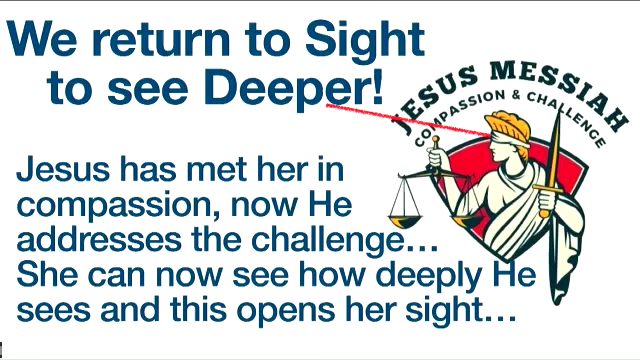 We return to Sight
to see Deeper!
JESUS MESSIAH
COMPASSION & CHALLENGE
Jesus has met her in
compassion, now He
addresses the challenge…
She can now see how deeply He
sees and this opens her sight…